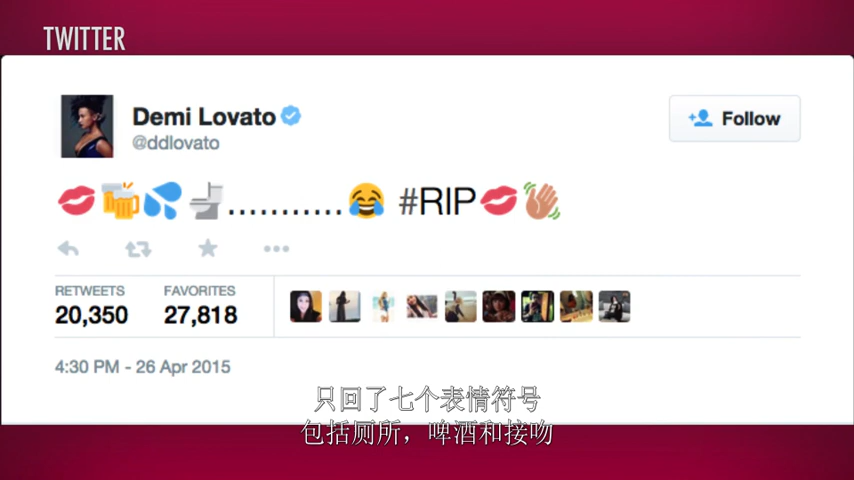 TWITTER
Demi Lovato
@ddlovato
Follow
💋🍻💦🚽...........😂 #RIP💋👋
RETWEETS
FAVORITES
20,350
27,818
4:30 PM - 26 Apr 2015
只回了七个表情符号
包括厕所，啤酒和接吻